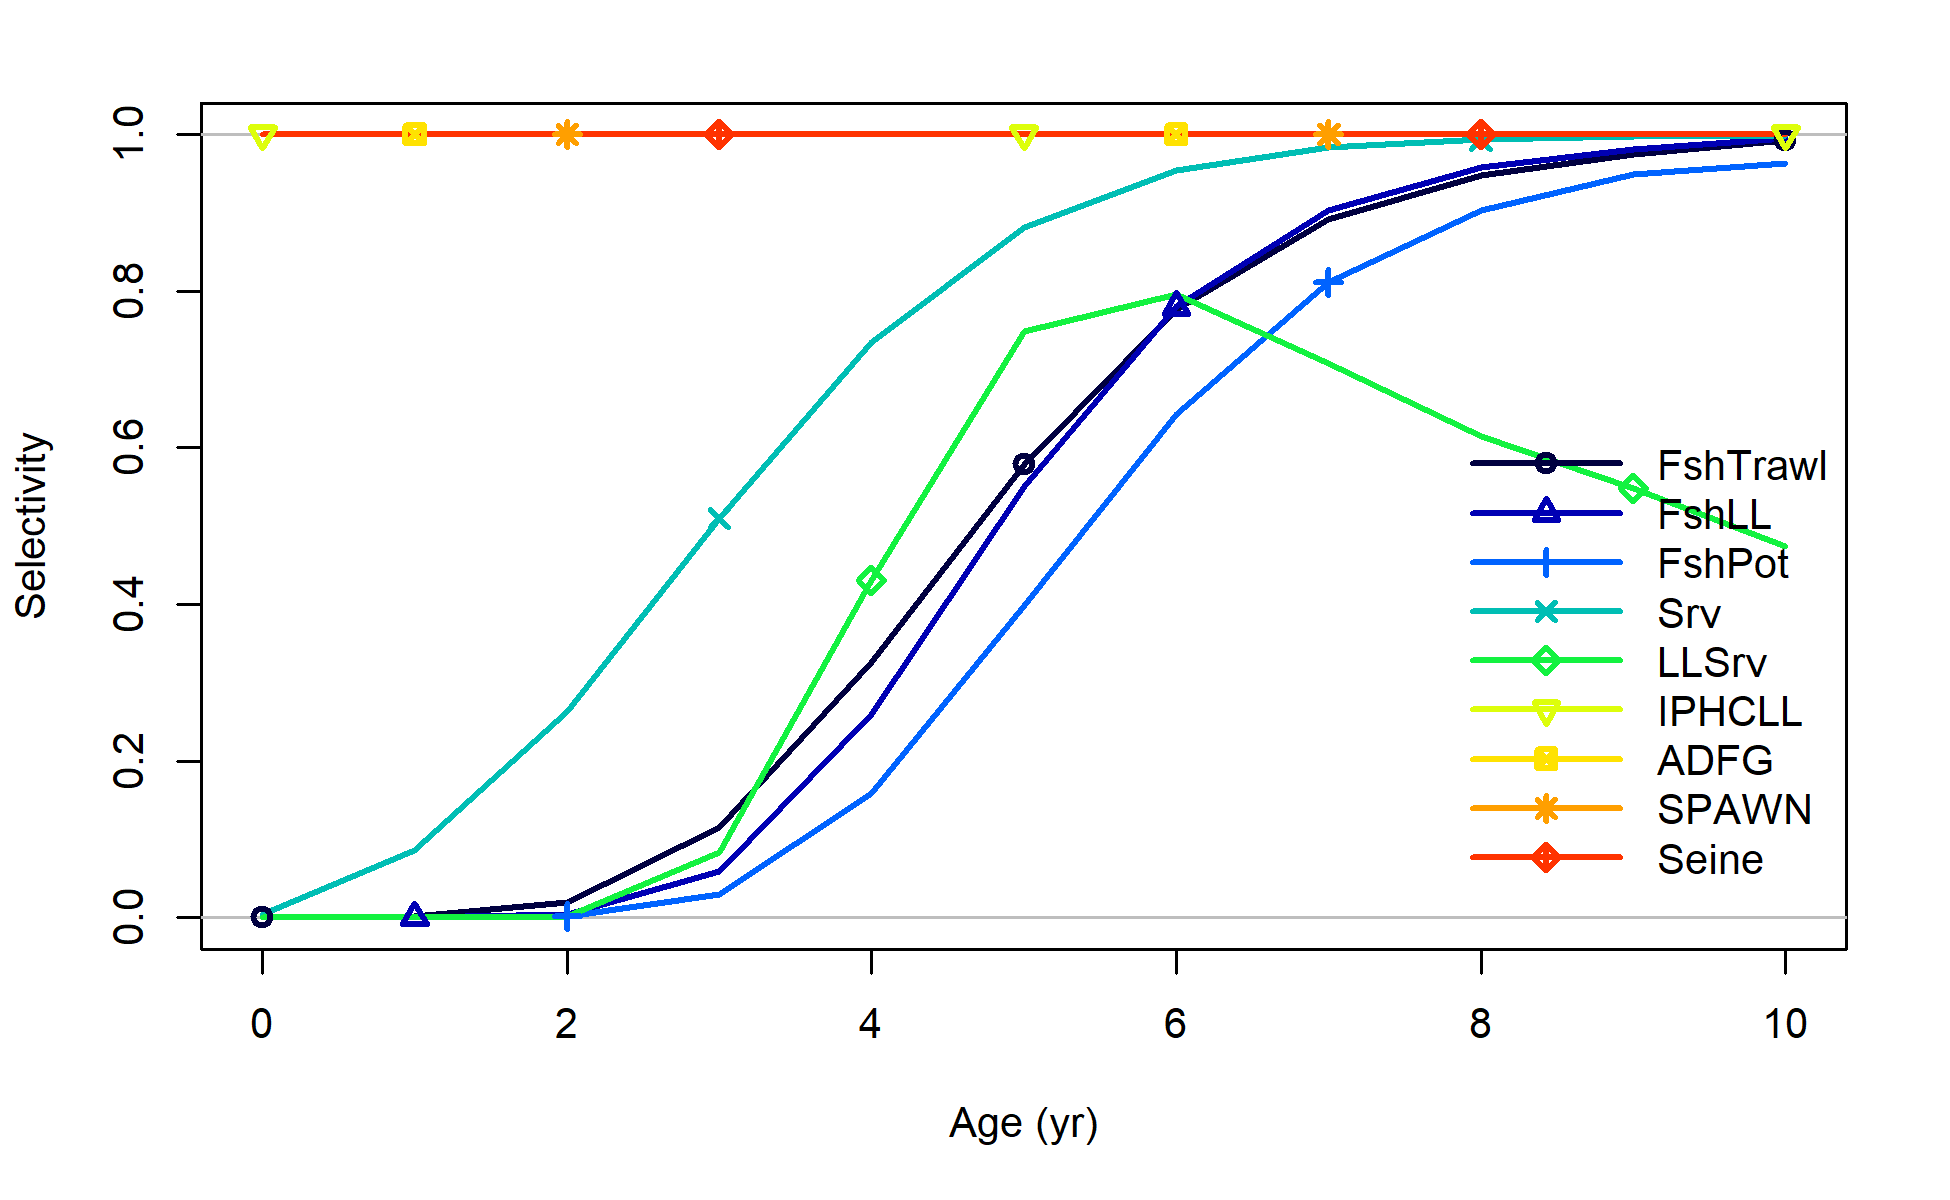 Selectivity
1.0
0.8
0.6
0.4
0.2
0.0
FshTrawl
FshLL
FshPot
Srv
LLSrv
IPHCLL
ADFG
SPAWN
Seine
0 2 4 6 8 10
Age (yr)